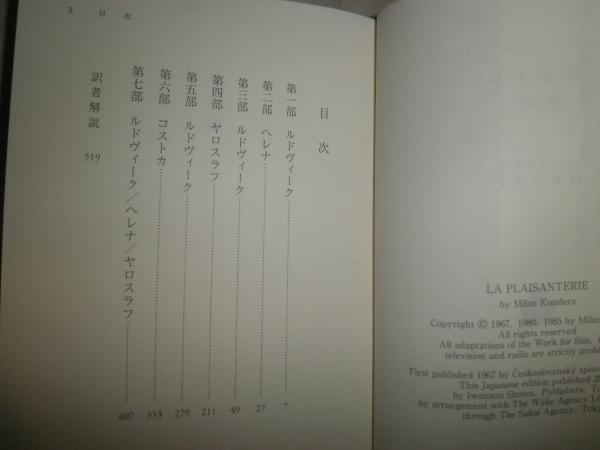 3 目 次
目 次
第一部 ルドヴィーク 7
第二部 ヘレナ 27
第三部 ルドヴィーク 49
第四部 ヤロスラフ 211
第五部 ルドヴィーク 279
第六部 コストカ 353
第七部 ルドヴィーク／ヘレナ／ヤロスラフ 407
訳者解説 519
LA PLAISANTERIE
by Milan Kundera
Copyright © 1967, 1980, 1985 by Milan
All rights reserved
All adaptations of the Work for film,
television and radio are strictly
First published 1967 by Československý
This Japanese edition published
by Iwanami Shoten, Publishers,
by arrangement with The Wylie Agency
through The Sakai Agency,